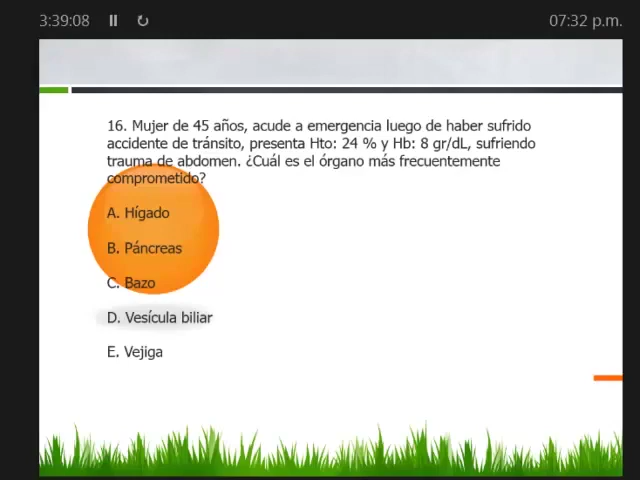 3:39:08
07:32 p.m.
16. Mujer de 45 años, acude a emergencia luego de haber sufrido
accidente de tránsito, presenta Hto: 24 % y Hb: 8 gr/dL, sufriendo
trauma de abdomen. ¿Cuál es el órgano más frecuentemente
comprometido?
A. Hígado
B. Páncreas
C. Bazo
D. Vesícula biliar
E. Vejiga